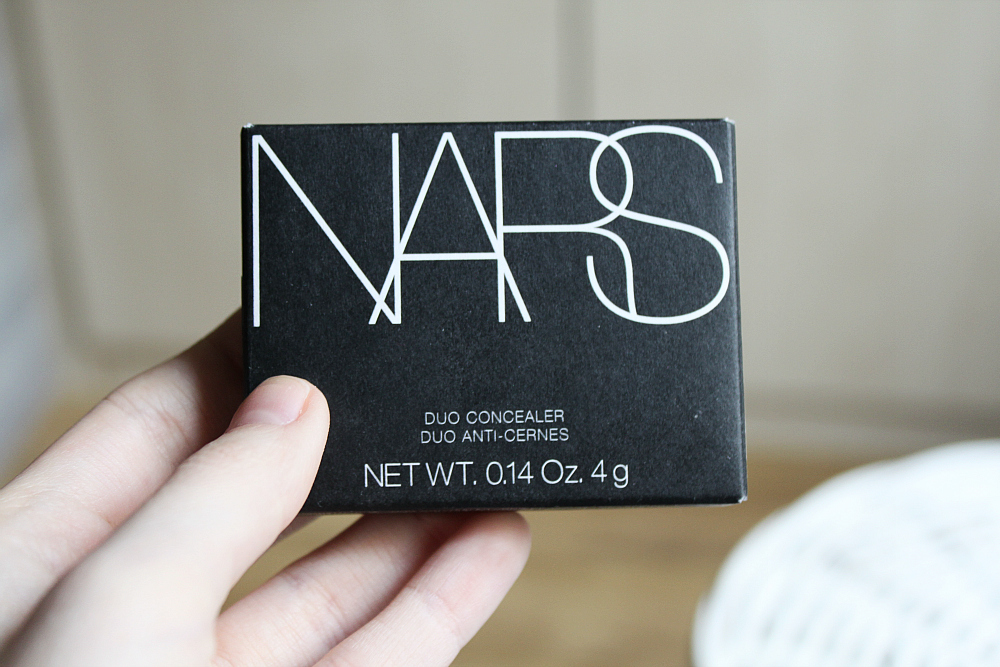 NARS
DUO CONCEALER
DUO ANTI-CERNES
NET WT. 0.14 Oz. 4 g